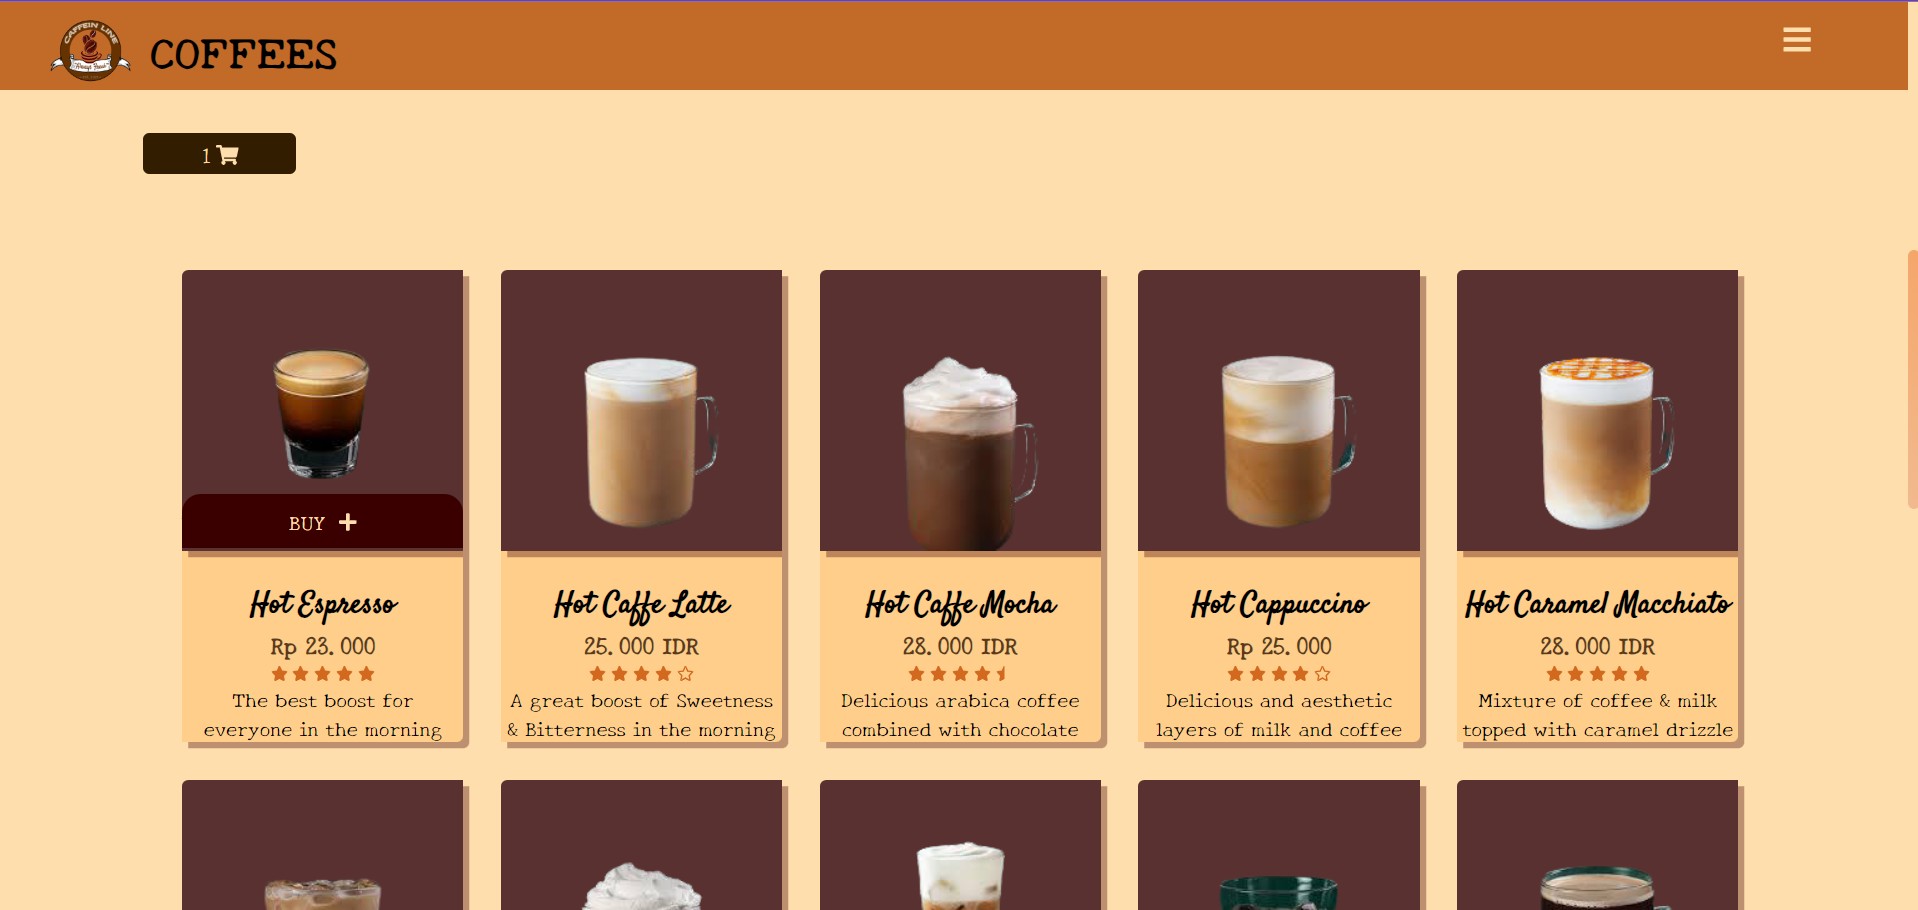 CAFFEIN LINE
Always Focus
COFFEES
1
BUY
Hot Espresso
Rp 23.000
The best boost for
everyone in the morning
Hot Caffe Latte
25.000 IDR
A great boost of Sweetness
& Bitterness in the morning
Hot Caffe Mocha
28.000 IDR
Delicious arabica coffee
combined with chocolate
Hot Cappuccino
Rp 25.000
Delicious and aesthetic
layers of milk and coffee
Hot Caramel Macchiato
28.000 IDR
Mixture of coffee & milk
topped with caramel drizzle